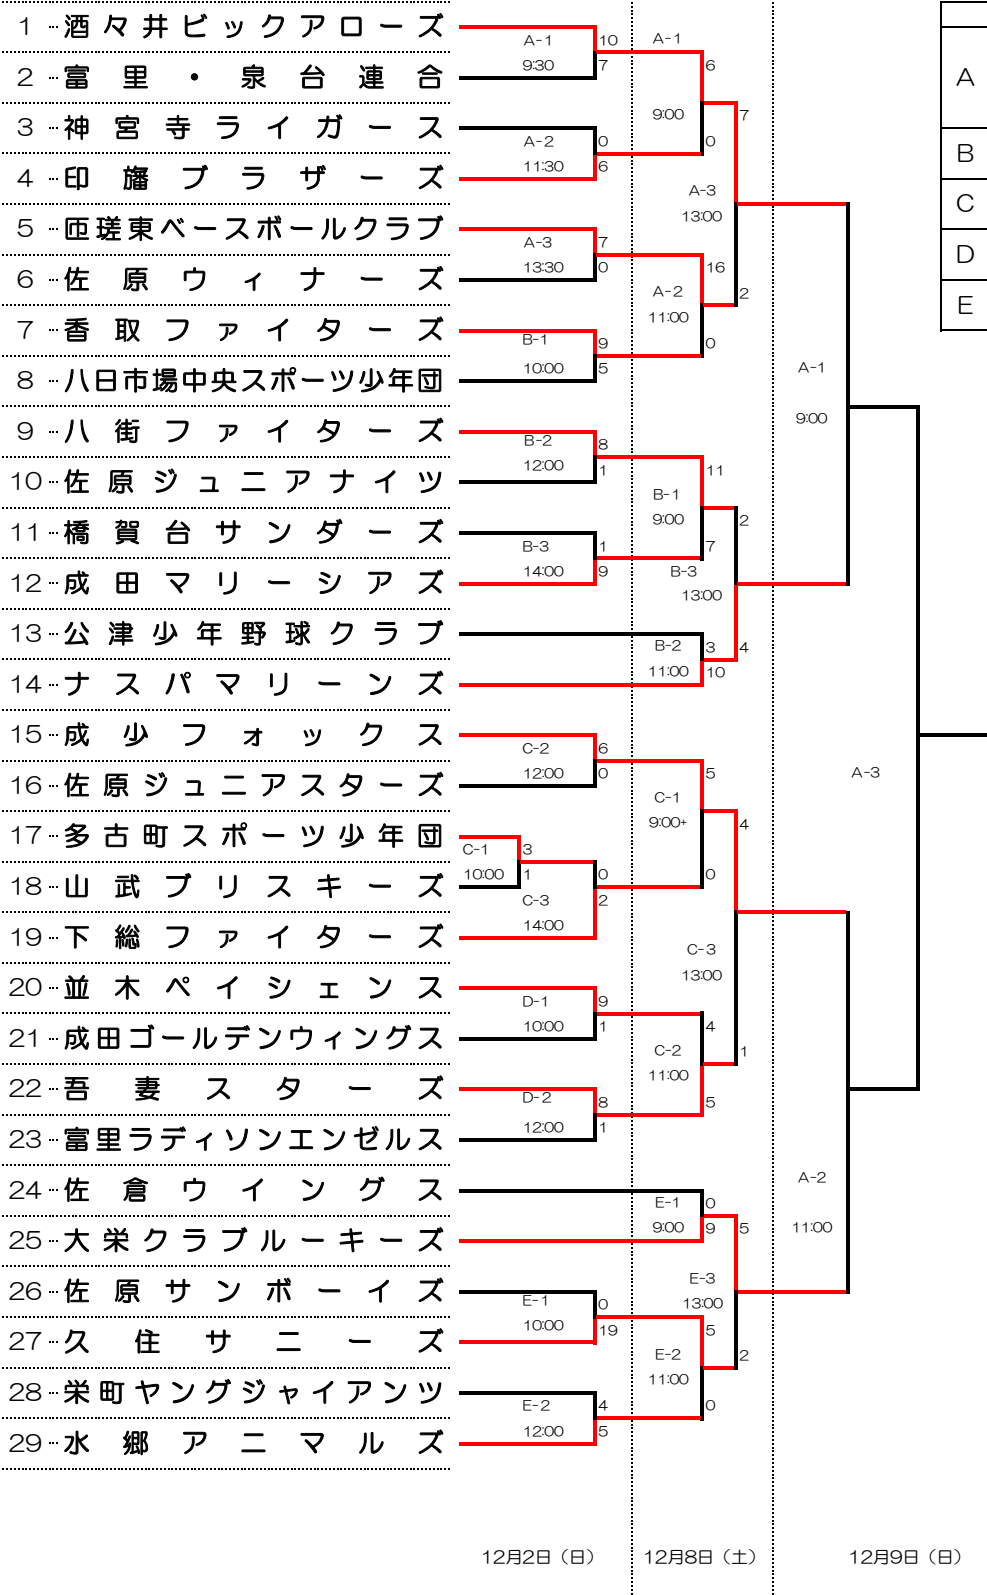 1 … 酒々井ビックアローズ
2 … 富里・泉台連合
3 … 神宮寺ライガース
4 … 印旛ブラザーズ
5 … 匝瑳東ベースボールクラブ
6 … 佐原ウィナーズ
7 … 香取ファイターズ
8 … 八日市場中央スポーツ少年団
9 … 八街ファイターズ
10 … 佐原ジュニアナイツ
11 … 橋賀台サンダーズ
12 … 成田マリーシアズ
13 … 公津少年野球クラブ
14 … ナスパマリーンズ
15 … 成少フォックス
16 … 佐原ジュニアスターズ
17 … 多古町スポーツ少年団
18 … 山武ブリスキーズ
19 … 下総ファイターズ
20 … 並木ペイシェンス
21 … 成田ゴールデンウィングス
22 … 吾妻スターズ
23 … 富里ラディソンエンゼルス
24 … 佐倉ウイングス
25 … 大栄クラブルーキーズ
26 … 佐原サンボーイズ
27 … 久住サニーズ
28 … 栄町ヤングジャイアンツ
29 … 水郷アニマルズ
A-1
9:30
10
7
A-2
11:30
0
6
A-3
13:30
7
0
B-1
10:00
9
5
B-2
12:00
8
1
B-3
14:00
1
9
C-2
12:00
6
0
C-1
10:00
3
1
C-3
14:00
0
2
D-1
10:00
9
1
D-2
12:00
8
1
E-1
10:00
0
19
E-2
12:00
4
5
A-1
9:00
6
0
A-2
11:00
16
0
B-1
9:00
11
7
B-2
11:00
3
10
C-1
9:00+
5
0
C-2
11:00
4
5
E-1
9:00
0
9
E-2
11:00
5
0
A-3
13:00
7
2
B-3
13:00
2
4
C-3
13:00
4
1
E-3
13:00
5
2
A-1
9:00
A-2
11:00
A-3
A
B
C
D
E
12月2日（日）
12月8日（土）
12月9日（日）